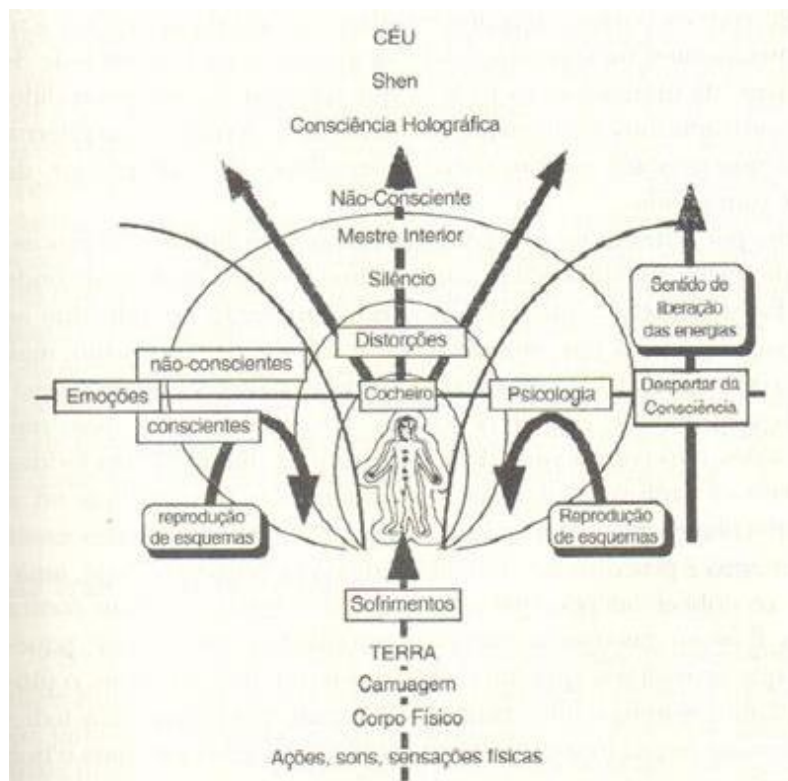 CÉU
Shen
Consciência Holográfica
Não-Consciente
Mestre Interior
Silêncio
Sentido de
liberação
das energias
Distorções
não-conscientes
Emoções
Cocheiro
Psicologia
Despertar da
Consciência
conscientes
reprodução
de esquemas
Reprodução
de esquemas
Sofrimentos
TERRA
Carruagem
Corpo Físico
Ações, sons, sensações físicas